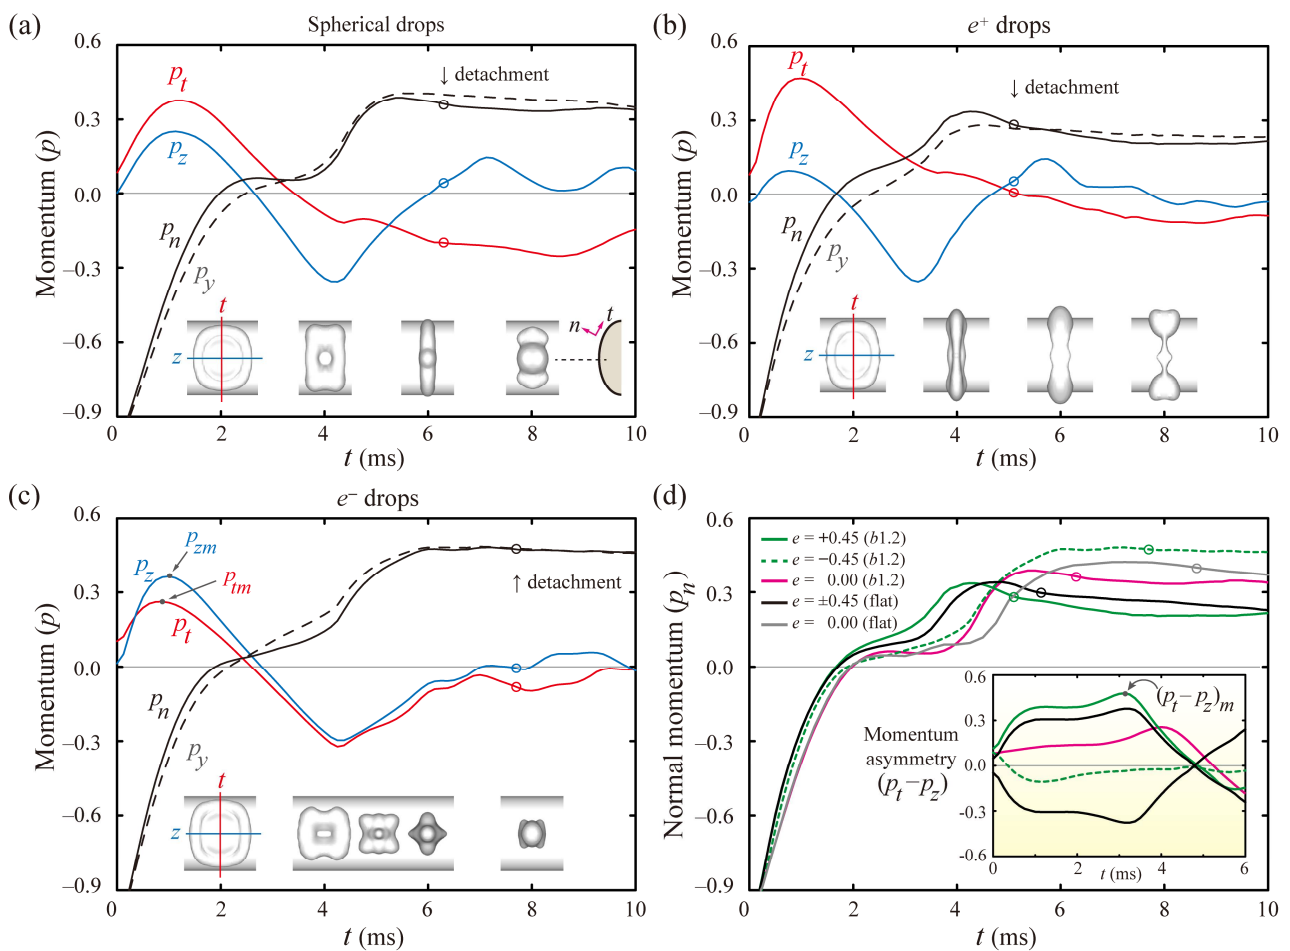 (a)
Spherical drops
0.6
0.3
0.0
–0.3
–0.6
–0.9
Momentum (p)
p_t
p_z
p_n
p_y
↓ detachment
t
z
n
t
0
2
4
6
8
10
t (ms)
(b)
e⁺ drops
0.6
0.3
0.0
–0.3
–0.6
–0.9
Momentum (p)
p_t
p_z
p_n
p_y
↓ detachment
t
z
0
2
4
6
8
10
t (ms)
(c)
e⁻ drops
0.6
0.3
0.0
–0.3
–0.6
–0.9
Momentum (p)
p_zm
p_z
p_tm
p_t
p_n
p_y
↑ detachment
t
z
0
2
4
6
8
10
t (ms)
(d)
0.6
0.3
0.0
–0.3
–0.6
–0.9
Normal momentum (p_n)
e = +0.45 (b1.2)
e = −0.45 (b1.2)
e = 0.00 (b1.2)
e = ±0.45 (flat)
e = 0.00 (flat)
Momentum
asymmetry
(p_t−p_z)
0.6
0.3
0.0
-0.3
-0.6
(p_t−p_z)_m
0
2
t (ms)
4
6
0
2
4
6
8
10
t (ms)